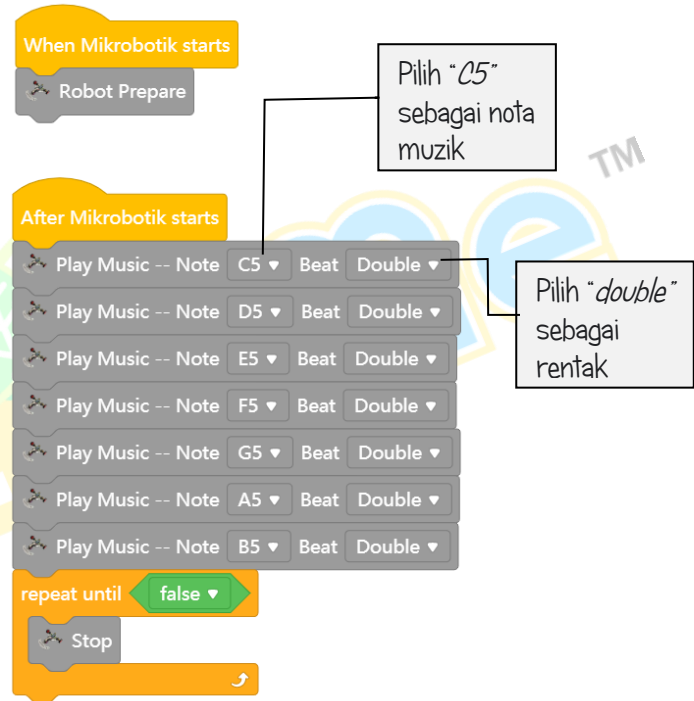 When Mikrobotik starts
Robot Prepare
Pilih "C5"
sebagai nota
muzik
TM
After Mikrobotik starts
Play Music -- Note C5 Beat Double
Play Music -- Note D5 Beat Double
Play Music -- Note E5 Beat Double
Play Music -- Note F5 Beat Double
Play Music -- Note G5 Beat Double
Play Music -- Note A5 Beat Double
Play Music -- Note B5 Beat Double
Pilih "double"
sebagai
rentak
repeat until false
Stop